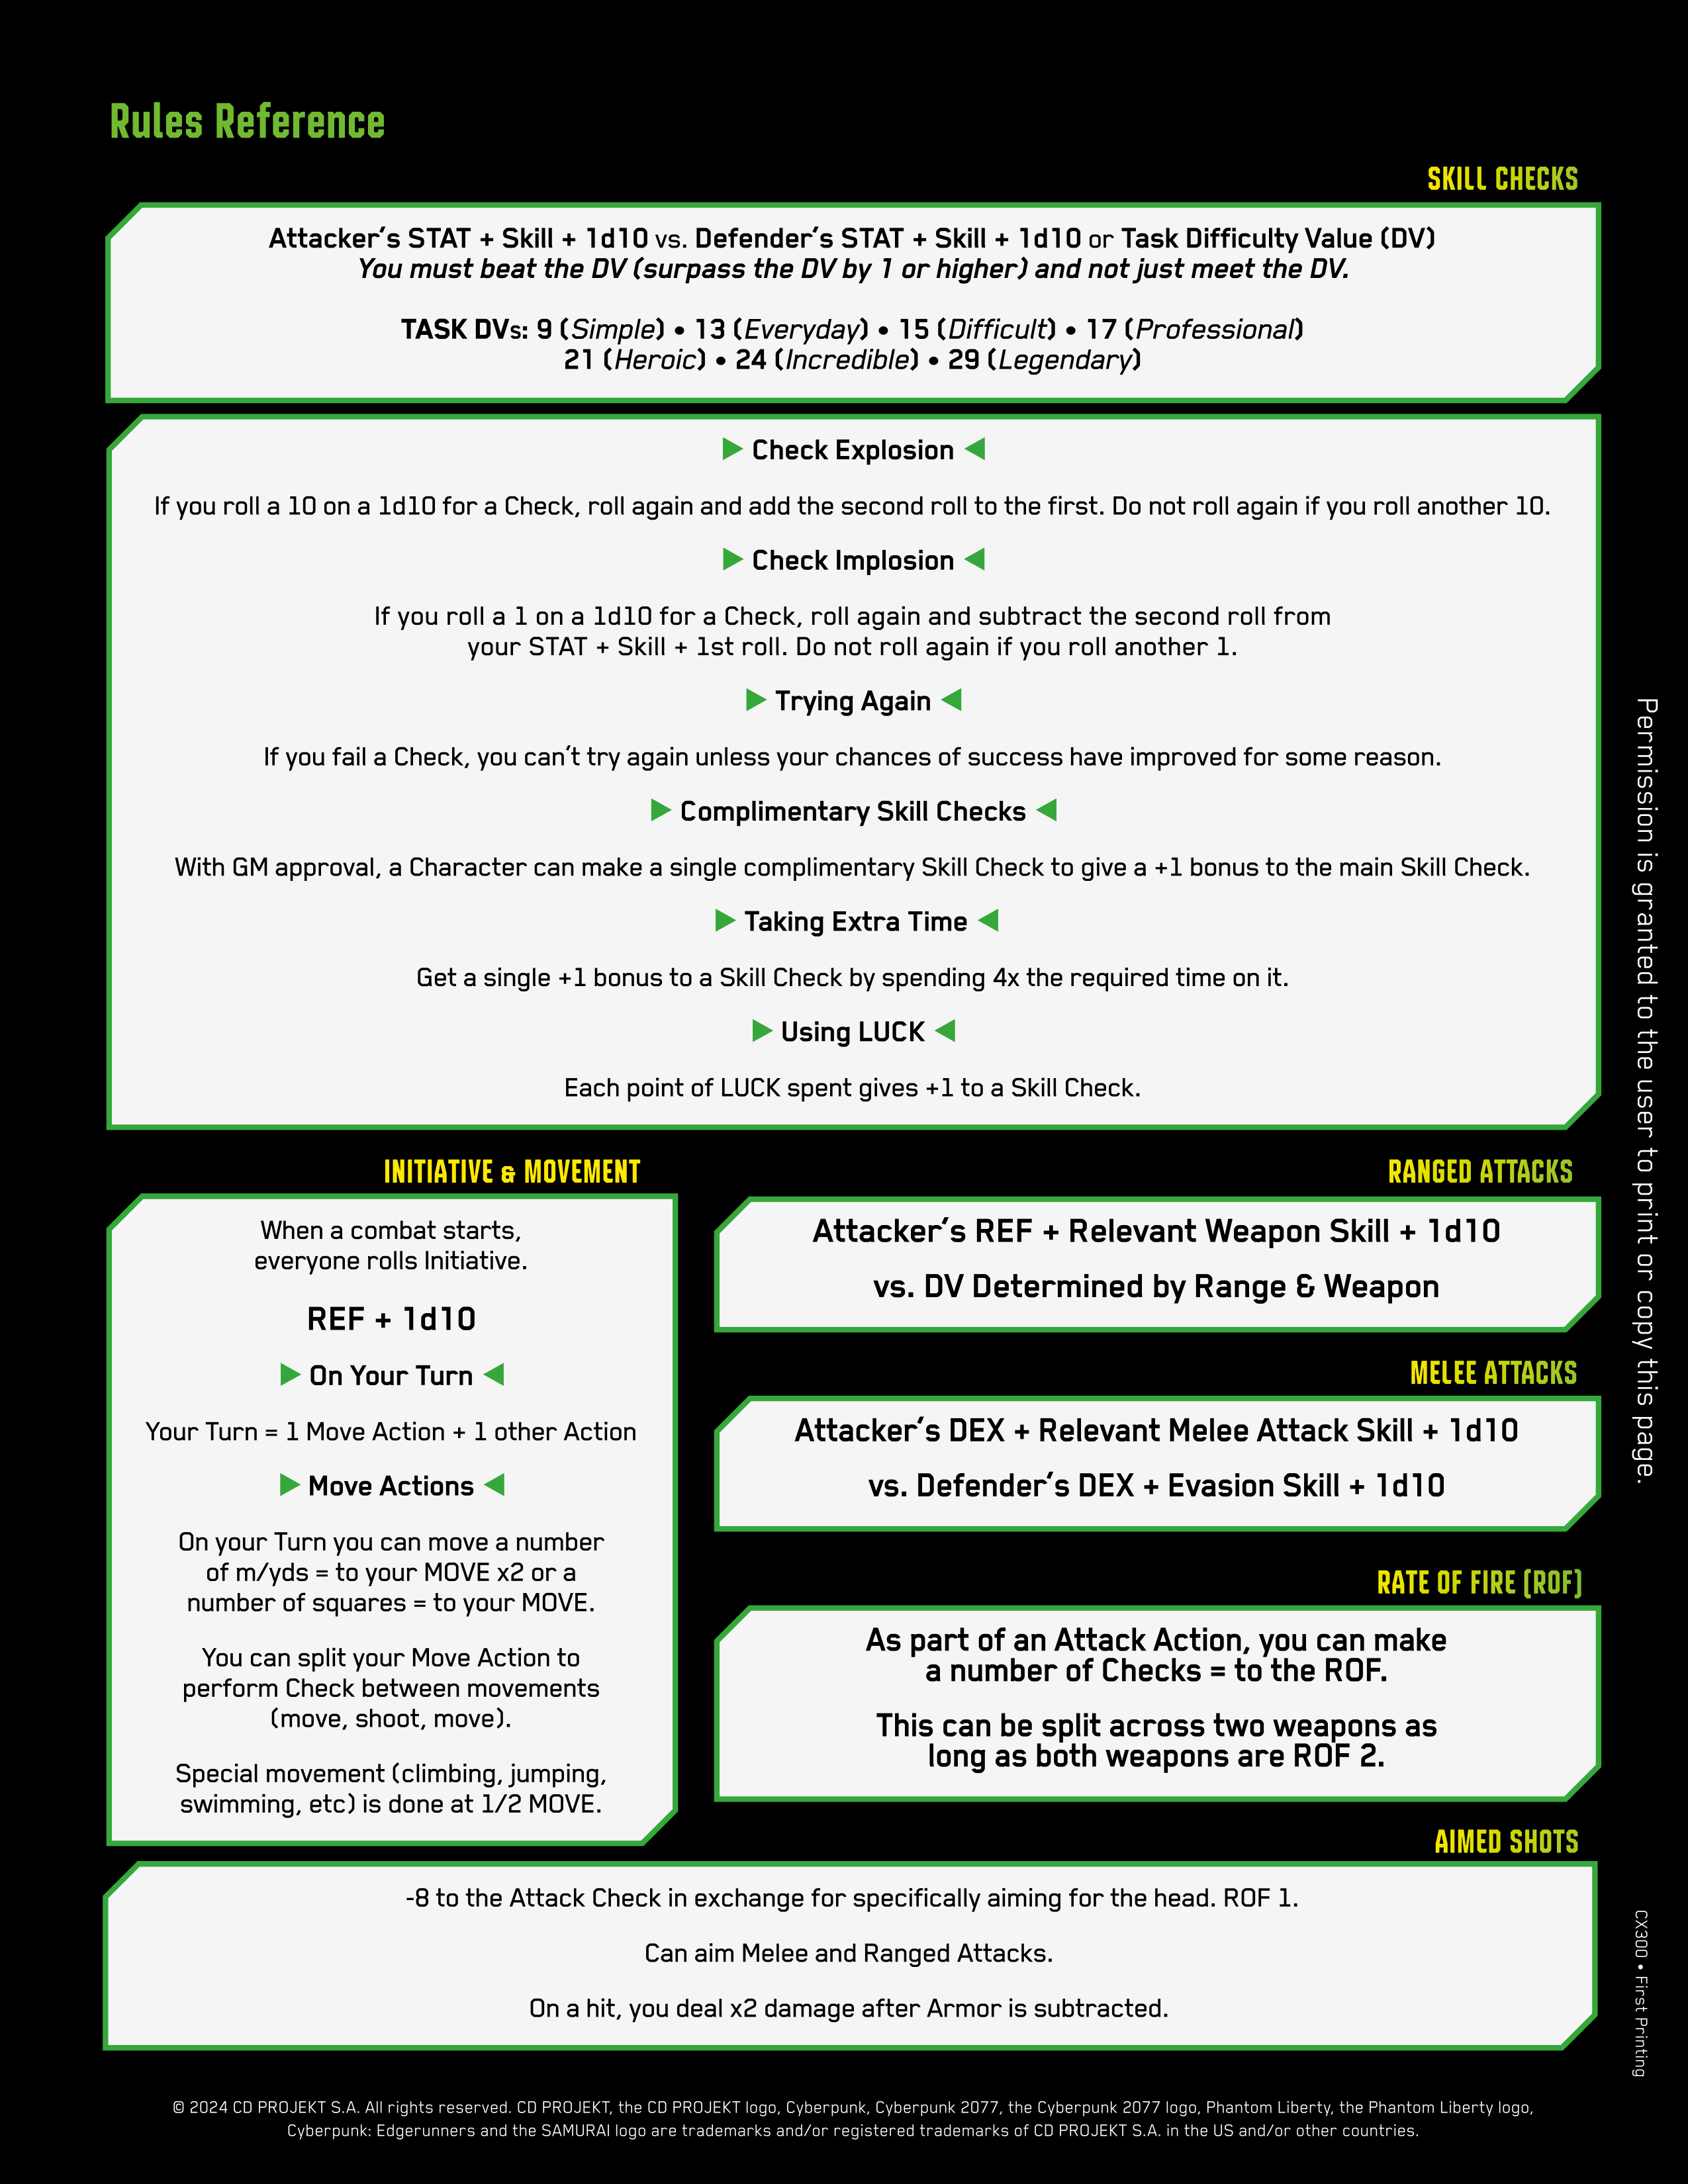 Rules Reference
SKILL CHECKS
Attacker's STAT + Skill + 1d10 vs. Defender's STAT + Skill + 1d10 or Task Difficulty Value (DV)
You must beat the DV (surpass the DV by 1 or higher) and not just meet the DV.
TASK DVs: 9 (Simple) • 13 (Everyday) • 15 (Difficult) • 17 (Professional)
21 (Heroic) • 24 (Incredible) • 29 (Legendary)
Check Explosion
If you roll a 10 on a 1d10 for a Check, roll again and add the second roll to the first. Do not roll again if you roll another 10.
Check Implosion
If you roll a 1 on a 1d10 for a Check, roll again and subtract the second roll from
your STAT + Skill + 1st roll. Do not roll again if you roll another 1.
Trying Again
If you fail a Check, you can't try again unless your chances of success have improved for some reason.
Complimentary Skill Checks
With GM approval, a Character can make a single complimentary Skill Check to give a +1 bonus to the main Skill Check.
Taking Extra Time
Get a single +1 bonus to a Skill Check by spending 4x the required time on it.
Using LUCK
Each point of LUCK spent gives +1 to a Skill Check.
INITIATIVE & MOVEMENT
When a combat starts,
everyone rolls Initiative.
REF + 1d10
On Your Turn
Your Turn = 1 Move Action + 1 other Action
Move Actions
On your Turn you can move a number
of m/yds = to your MOVE x2 or a
number of squares = to your MOVE.
You can split your Move Action to
perform Check between movements
(move, shoot, move).
Special movement (climbing, jumping,
swimming, etc) is done at 1/2 MOVE.
RANGED ATTACKS
Attacker's REF + Relevant Weapon Skill + 1d10
vs. DV Determined by Range & Weapon
MELEE ATTACKS
Attacker's DEX + Relevant Melee Attack Skill + 1d10
vs. Defender's DEX + Evasion Skill + 1d10
RATE OF FIRE (ROF)
As part of an Attack Action, you can make
a number of Checks = to the ROF.
This can be split across two weapons as
long as both weapons are ROF 2.
AIMED SHOTS
-8 to the Attack Check in exchange for specifically aiming for the head. ROF 1.
Can aim Melee and Ranged Attacks.
On a hit, you deal x2 damage after Armor is subtracted.
Permission is granted to the user to print or copy this page.
CX300 • First Printing
© 2024 CD PROJEKT S.A. All rights reserved. CD PROJEKT, the CD PROJEKT logo, Cyberpunk, Cyberpunk 2077, the Cyberpunk 2077 logo, Phantom Liberty, the Phantom Liberty logo,
Cyberpunk: Edgerunners and the SAMURAI logo are trademarks and/or registered trademarks of CD PROJEKT S.A. in the US and/or other countries.